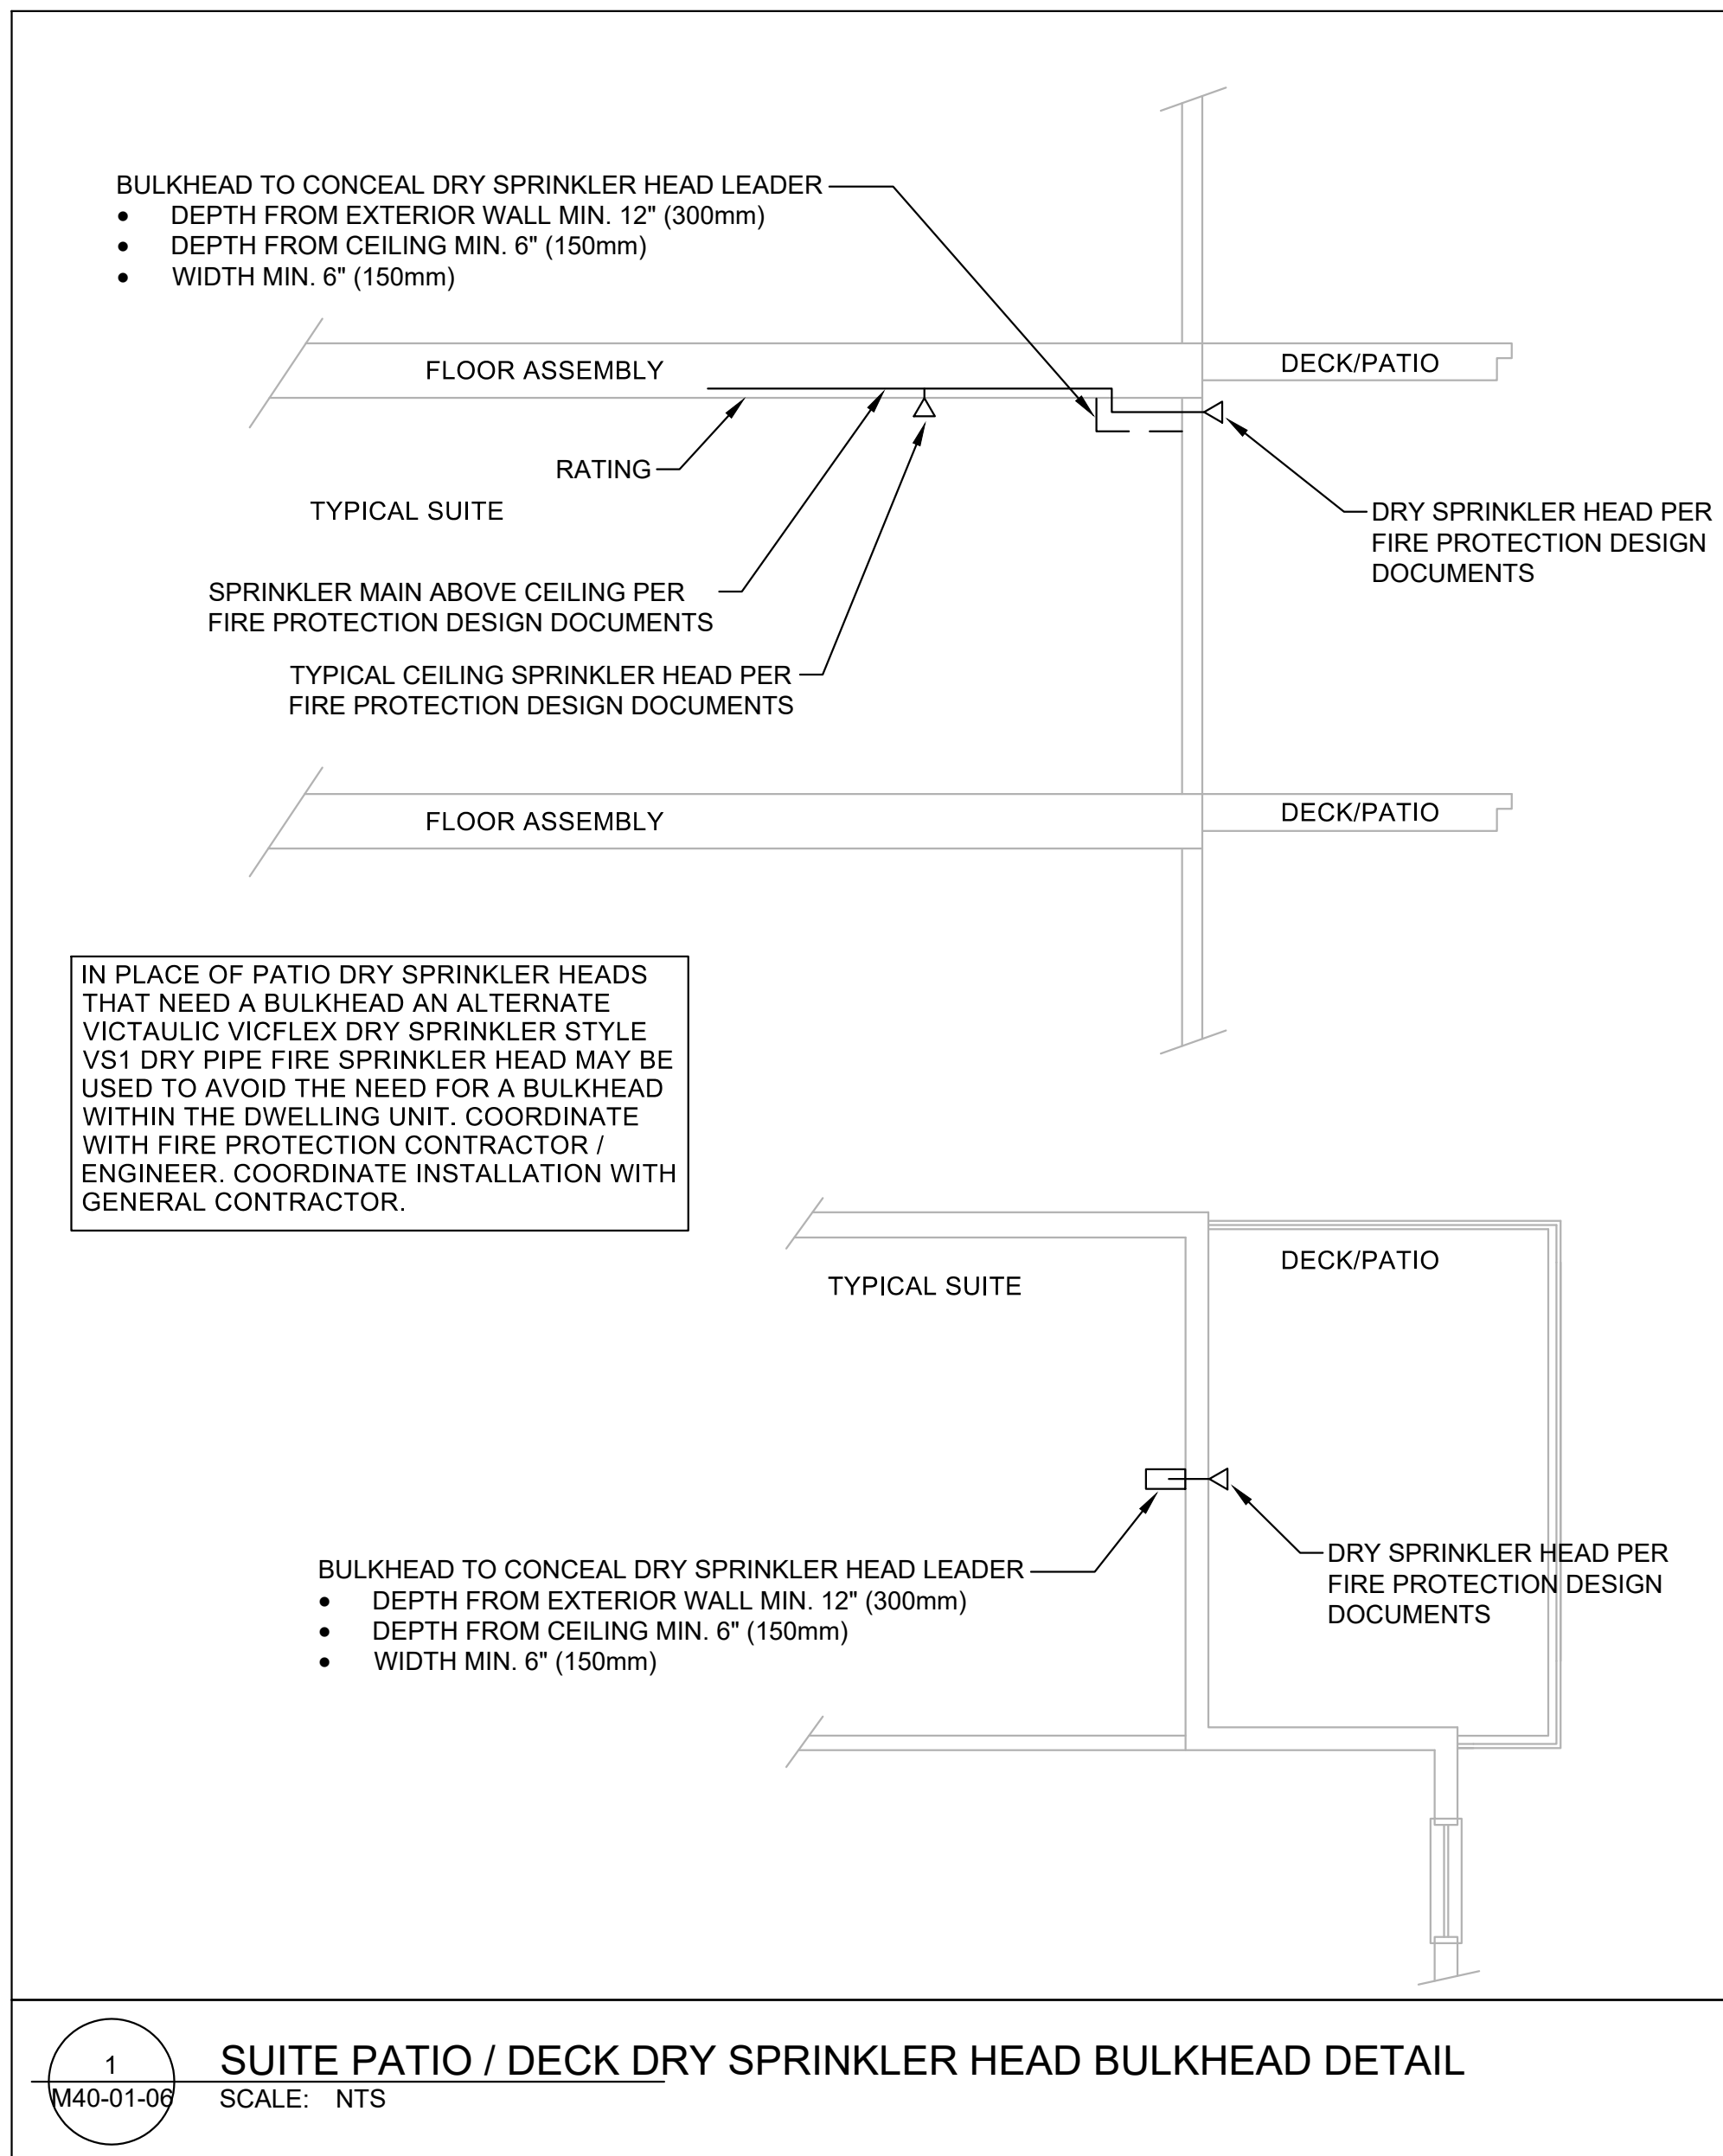 BULKHEAD TO CONCEAL DRY SPRINKLER HEAD LEADER
• DEPTH FROM EXTERIOR WALL MIN. 12" (300mm)
• DEPTH FROM CEILING MIN. 6" (150mm)
• WIDTH MIN. 6" (150mm)
FLOOR ASSEMBLY
DECK/PATIO
RATING
TYPICAL SUITE
DRY SPRINKLER HEAD PER
FIRE PROTECTION DESIGN
DOCUMENTS
SPRINKLER MAIN ABOVE CEILING PER
FIRE PROTECTION DESIGN DOCUMENTS
TYPICAL CEILING SPRINKLER HEAD PER
FIRE PROTECTION DESIGN DOCUMENTS
FLOOR ASSEMBLY
DECK/PATIO
IN PLACE OF PATIO DRY SPRINKLER HEADS
THAT NEED A BULKHEAD AN ALTERNATE
VICTAULIC VICFLEX DRY SPRINKLER STYLE
VS1 DRY PIPE FIRE SPRINKLER HEAD MAY BE
USED TO AVOID THE NEED FOR A BULKHEAD
WITHIN THE DWELLING UNIT. COORDINATE
WITH FIRE PROTECTION CONTRACTOR /
ENGINEER. COORDINATE INSTALLATION WITH
GENERAL CONTRACTOR.
DECK/PATIO
TYPICAL SUITE
BULKHEAD TO CONCEAL DRY SPRINKLER HEAD LEADER
• DEPTH FROM EXTERIOR WALL MIN. 12" (300mm)
• DEPTH FROM CEILING MIN. 6" (150mm)
• WIDTH MIN. 6" (150mm)
DRY SPRINKLER HEAD PER
FIRE PROTECTION DESIGN
DOCUMENTS
1
M40-01-06
SUITE PATIO / DECK DRY SPRINKLER HEAD BULKHEAD DETAIL
SCALE: NTS